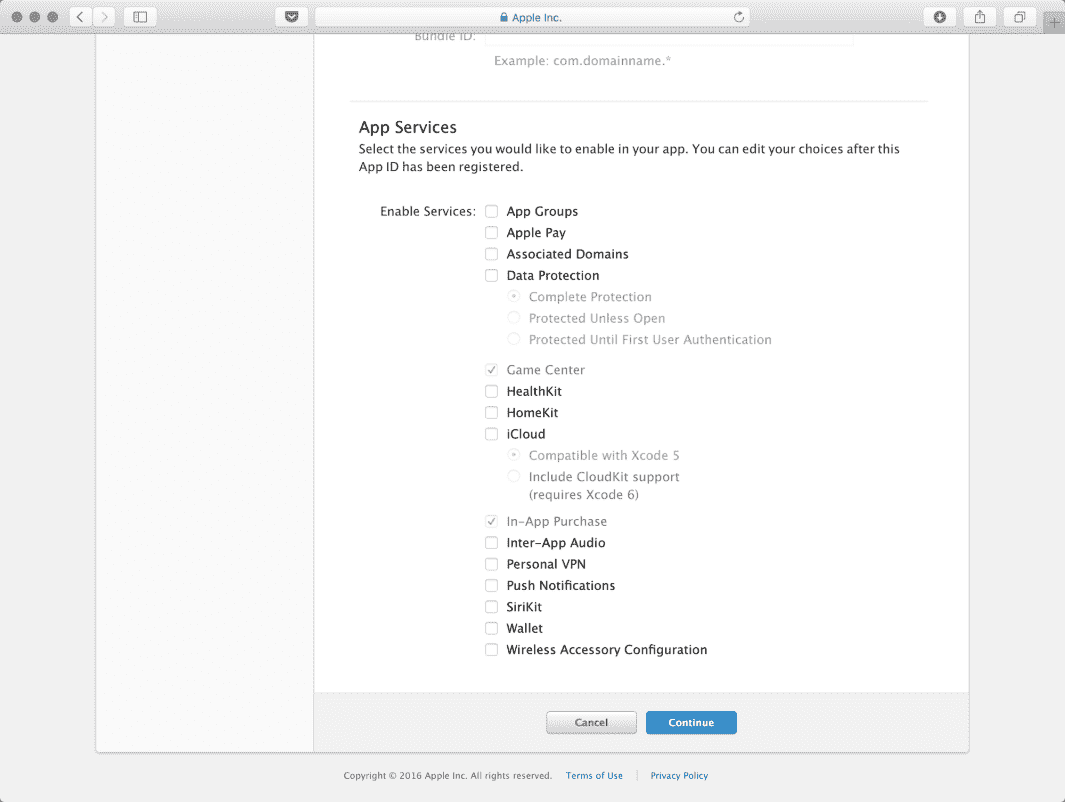 Apple Inc.
Bundle ID:
Example: com.domainname.*
App Services
Select the services you would like to enable in your app. You can edit your choices after this
App ID has been registered.
Enable Services:
App Groups
Apple Pay
Associated Domains
Data Protection
Complete Protection
Protected Unless Open
Protected Until First User Authentication
Game Center
HealthKit
HomeKit
iCloud
Compatible with Xcode 5
Include CloudKit support
(requires Xcode 6)
In-App Purchase
Inter-App Audio
Personal VPN
Push Notifications
SiriKit
Wallet
Wireless Accessory Configuration
Cancel
Continue
Copyright © 2016 Apple Inc. All rights reserved.
Terms of Use
Privacy Policy